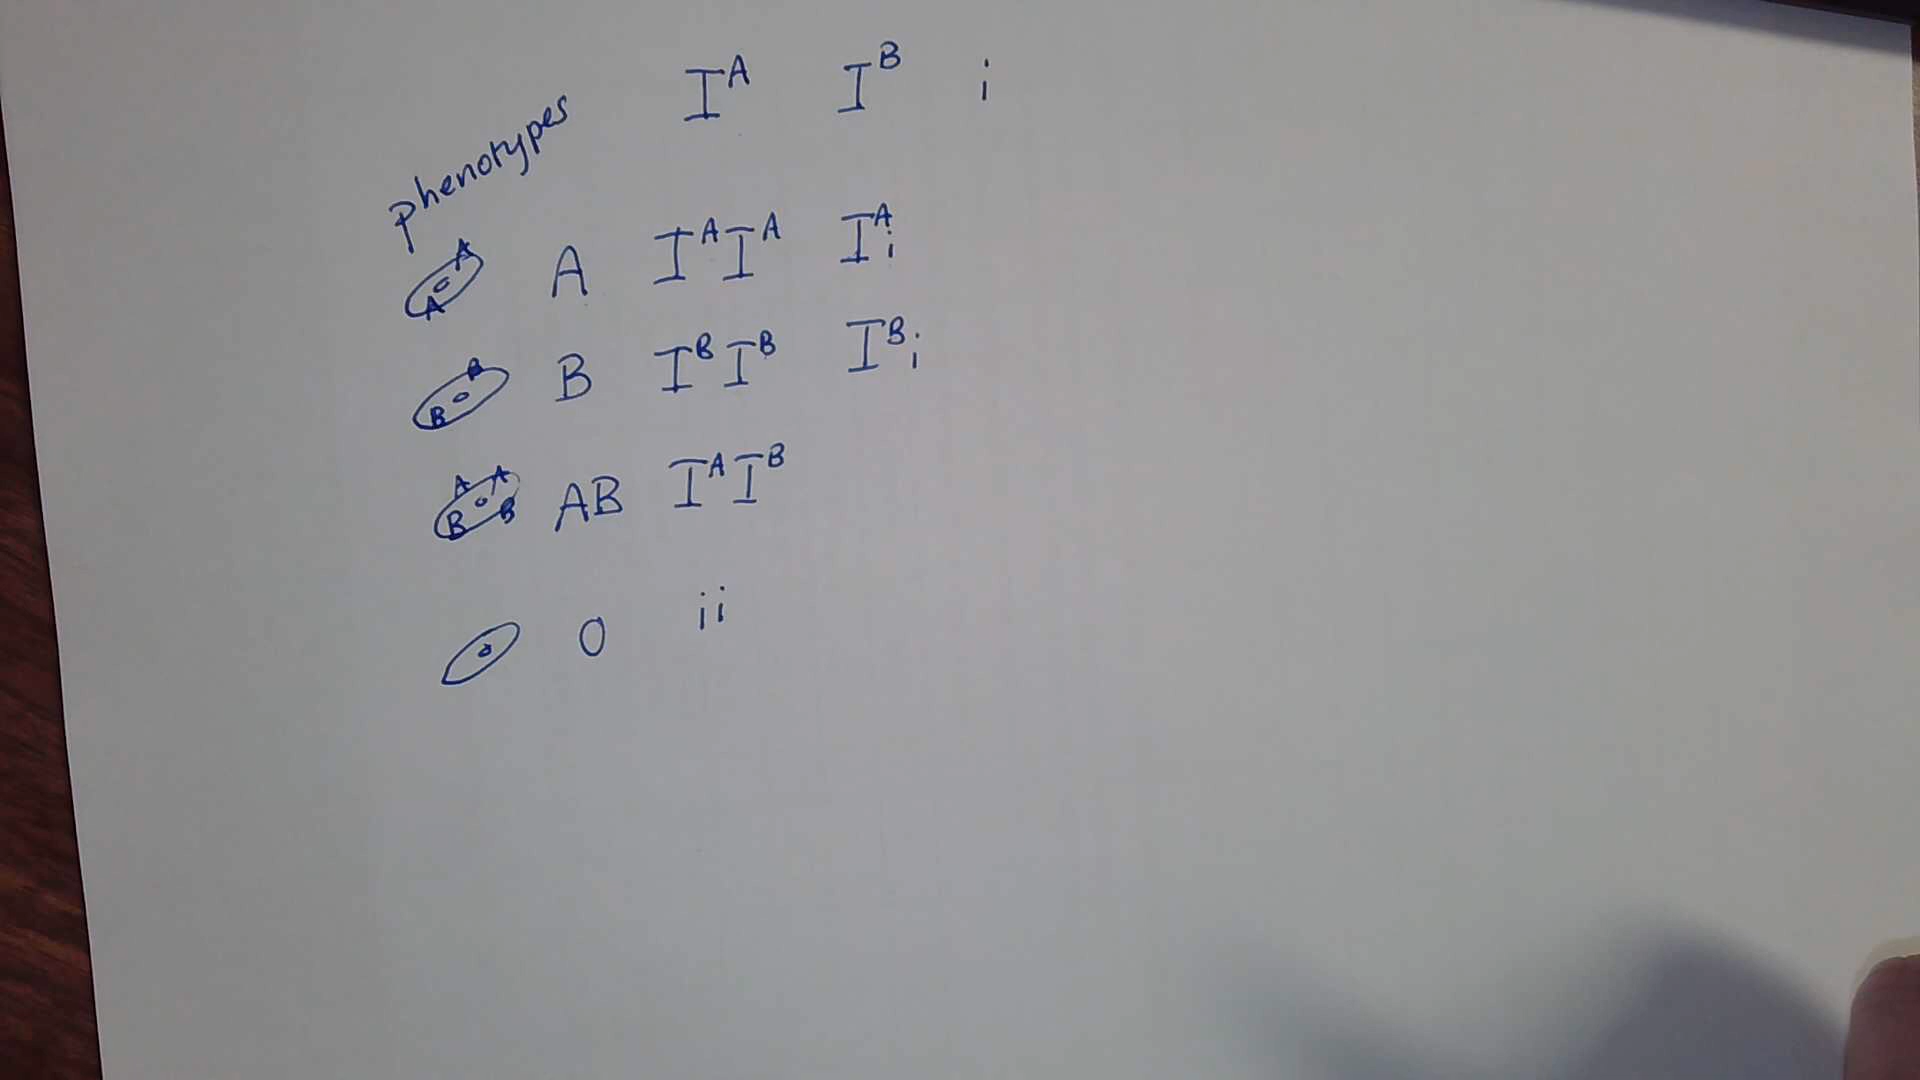 I^A I^B i
phenotypes
A A A I^A I^A I^A i
B B B I^B I^B I^B i
A A B B AB I^A I^B
O ii